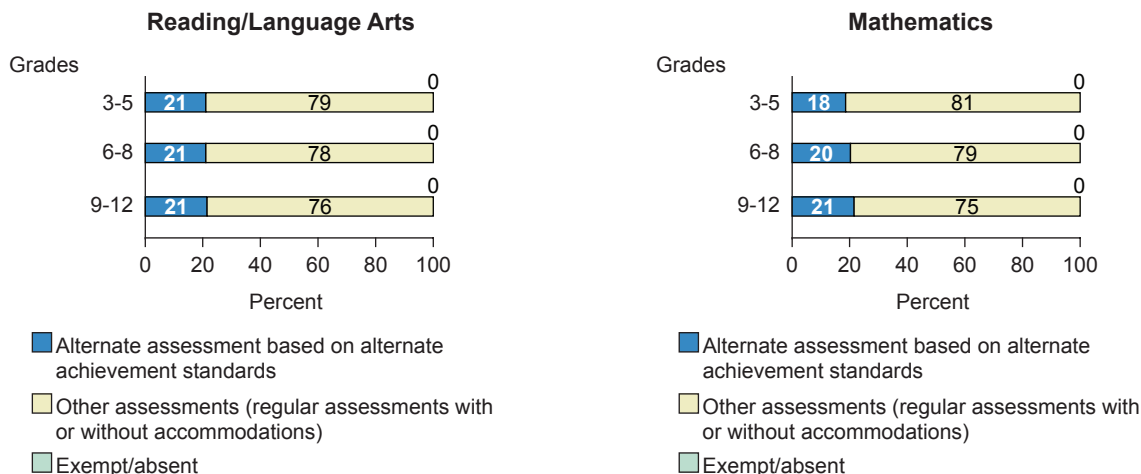 Reading/Language Arts
Grades
0
3-5 21 79
0
6-8 21 78
0
9-12 21 76
0 20 40 60 80 100
Percent
Alternate assessment based on alternate
achievement standards
Other assessments (regular assessments with
or without accommodations)
Exempt/absent
Mathematics
Grades
0
3-5 18 81
0
6-8 20 79
0
9-12 21 75
0 20 40 60 80 100
Percent
Alternate assessment based on alternate
achievement standards
Other assessments (regular assessments with
or without accommodations)
Exempt/absent